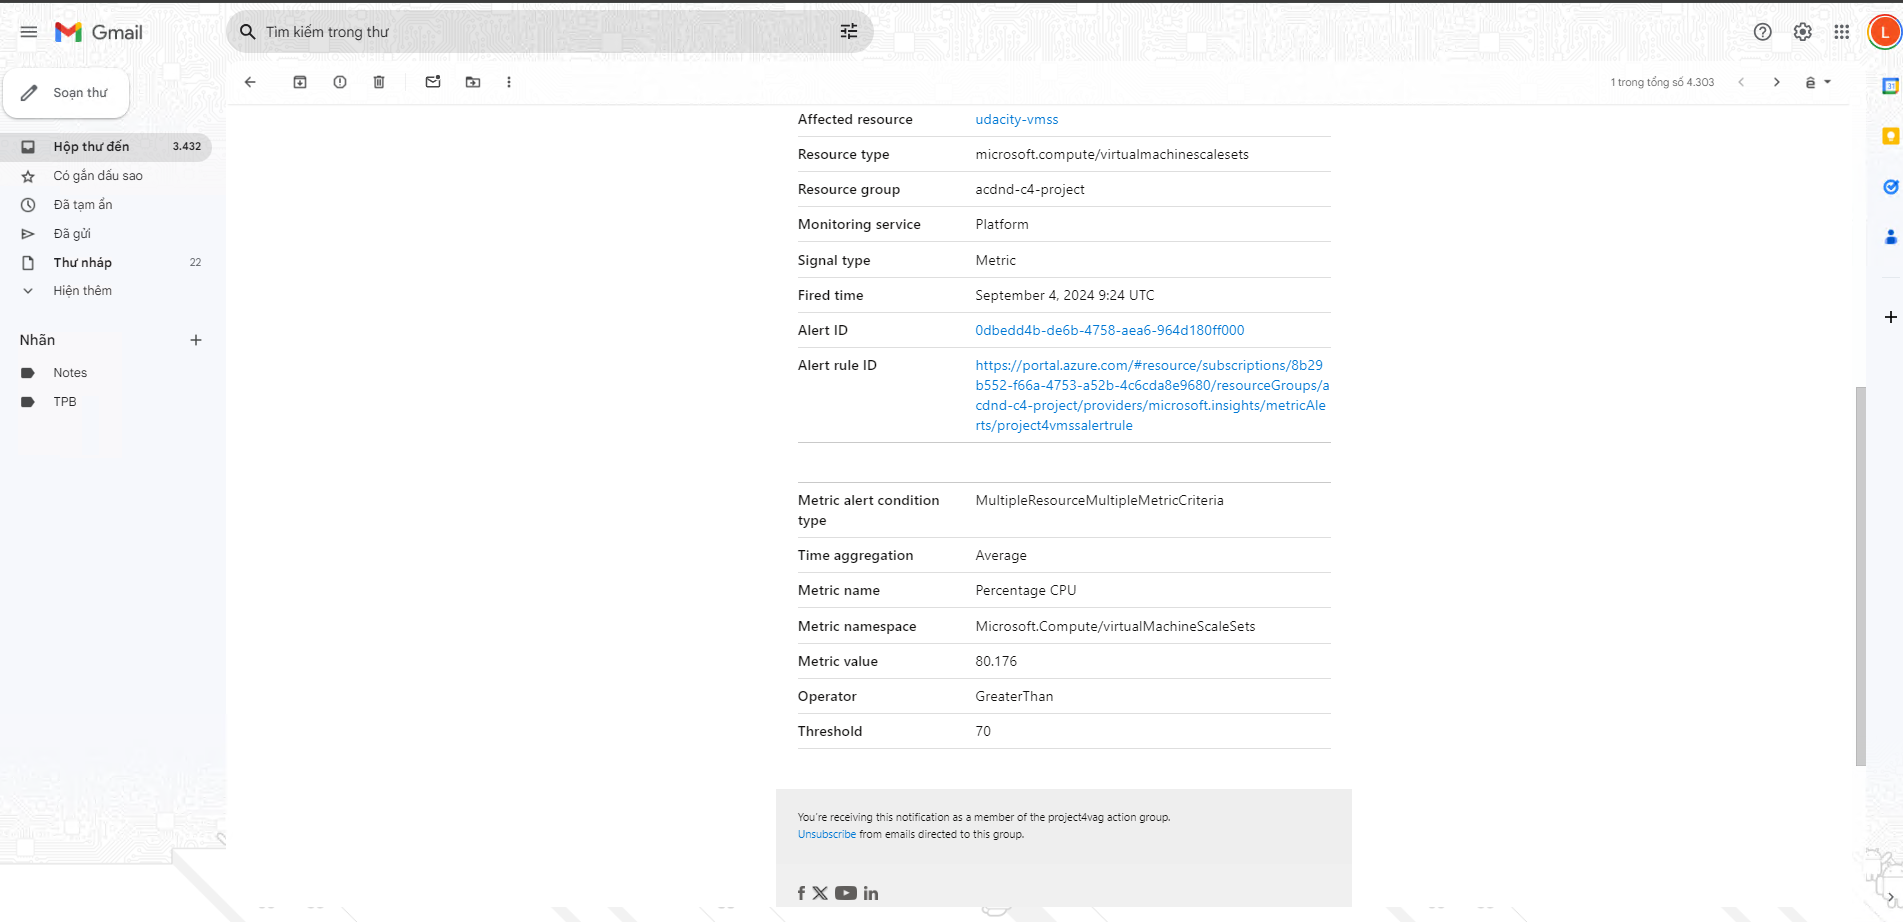 Gmail
Tìm kiếm trong thư
L
Soạn thư
1 trong tổng số 4.303
Hộp thư đến 3.432
Có gắn dấu sao
Đã tạm ẩn
Đã gửi
Thư nháp 22
Hiện thêm
Nhãn
Notes
TPB
Affected resource udacity-vmss
Resource type microsoft.compute/virtualmachinescalesets
Resource group acdnd-c4-project
Monitoring service Platform
Signal type Metric
Fired time September 4, 2024 9:24 UTC
Alert ID 0dbedd4b-de6b-4758-aea6-964d180ff000
Alert rule ID https://portal.azure.com/#resource/subscriptions/8b29
b552-f66a-4753-a52b-4c6cda8e9680/resourceGroups/a
cdnd-c4-project/providers/microsoft.insights/metricAle
rts/project4vmssalertrule
Metric alert condition MultipleResourceMultipleMetricCriteria
type
Time aggregation Average
Metric name Percentage CPU
Metric namespace Microsoft.Compute/virtualMachineScaleSets
Metric value 80.176
Operator GreaterThan
Threshold 70
You're receiving this notification as a member of the project4vag action group.
Unsubscribe from emails directed to this group.